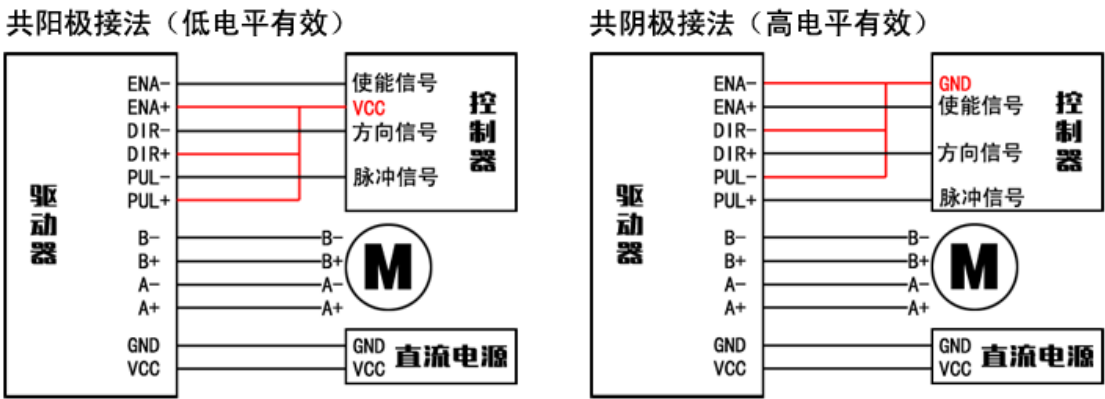 共阳极接法（低电平有效）
驱动器
ENA-
ENA+
DIR-
DIR+
PUL-
PUL+
B-
B+
A-
A+
GND
VCC
使能信号
VCC
方向信号
脉冲信号
控制器
B-
B+
A-
A+
M
GND
VCC
直流电源
共阴极接法（高电平有效）
驱动器
ENA-
ENA+
DIR-
DIR+
PUL-
PUL+
B-
B+
A-
A+
GND
VCC
GND
使能信号
方向信号
脉冲信号
控制器
B-
B+
A-
A+
M
GND
VCC
直流电源